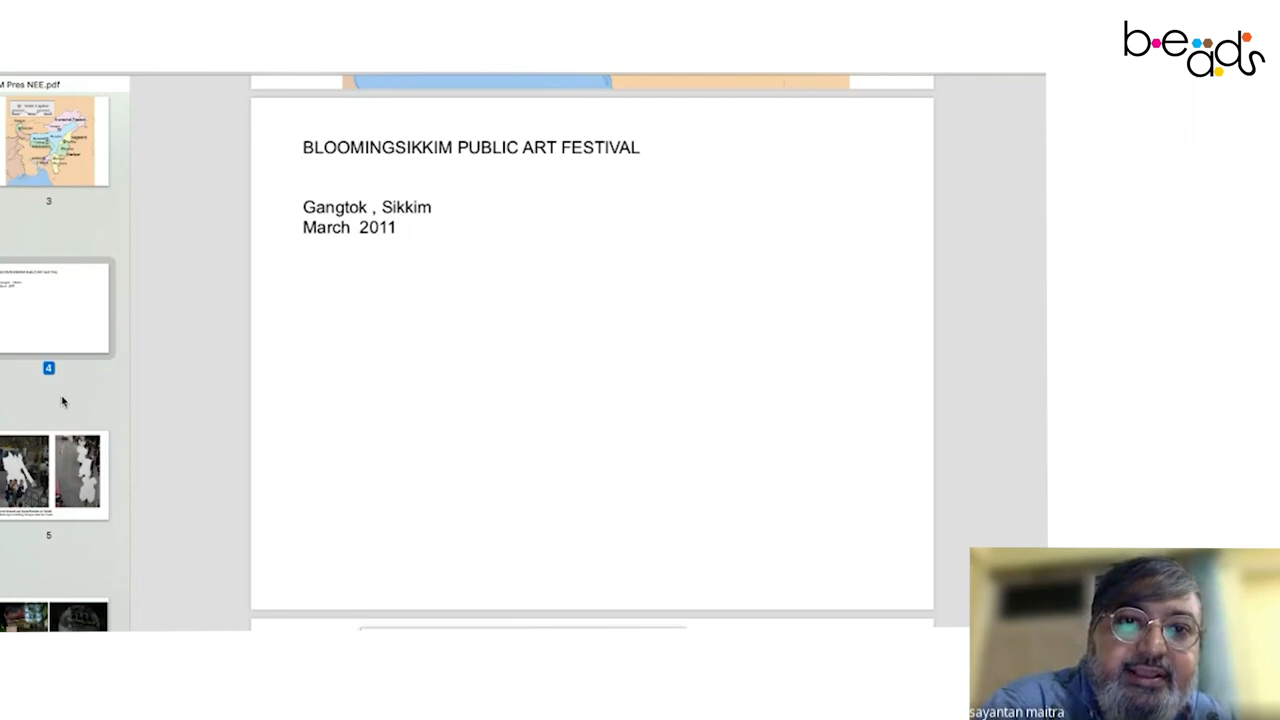 beads
M Pres NEE.pdf
3
BLOOMINGSIKKIM PUBLIC ART FESTIVAL
Gangtok , Sikkim
March  2011
4
5
sayantan maitra